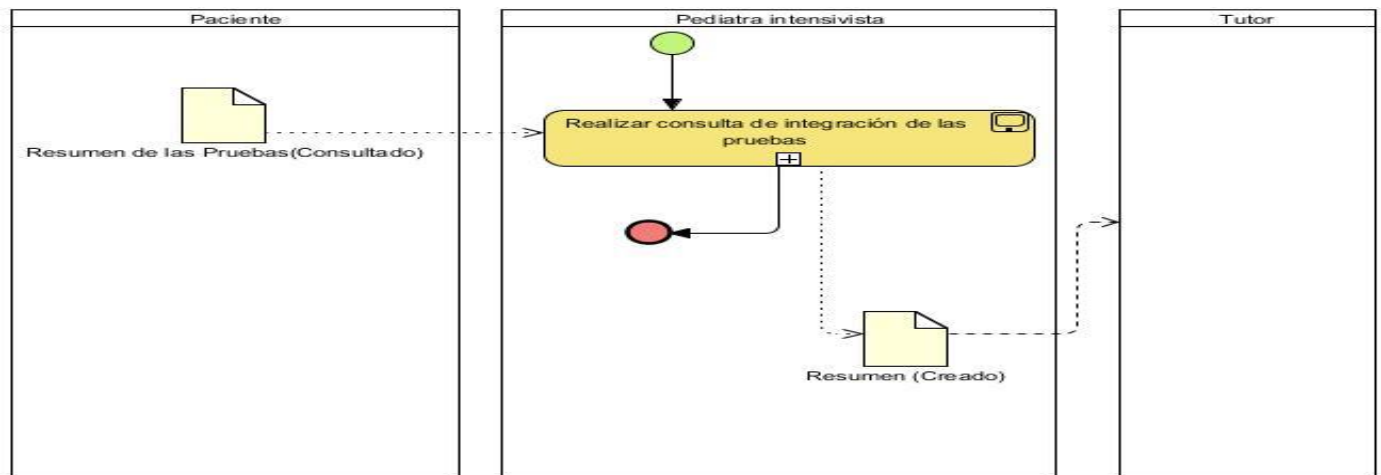 Paciente
Pediatra intensivista
Tutor
Realizar consulta de integración de las
pruebas
Resumen de las Pruebas(Consultado)
Resumen (Creado)